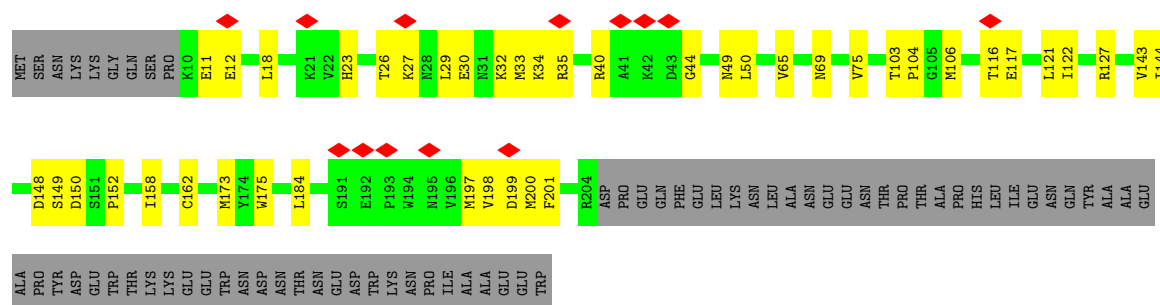 MET SER ASN LYS LYS GLY GLN SER PRO K10 E11 E12 L18 K21 V22 H23 T26 K27 N28 L29 E30 N31 K32 M33 K34 R35 R40 A41 K42 D43 G44 N49 L50 V65 N69 V75 T103 P104 G105 M106 T116 E117 L121 I122 R127 V143
D148 S149 D150 S151 P152 I158 C162 M173 Y174 W175 L184 S191 E192 P193 W194 N195 V196 M197 V198 D199 M200 F201 R204 ASP PRO GLU GLN PHE GLU LEU LYS ASN LEU ALA ASN GLU GLU ASN THR PRO THR ALA PRO HIS LEU ILE GLU ASN GLN TYR ALA ALA GLU
ALA PRO TYR ASP GLU TRP THR LYS LYS GLU GLU TRP ASN ASP ASN THR ASN GLU ASP TRP LYS ASN PRO ILE ALA ALA GLU GLU TRP